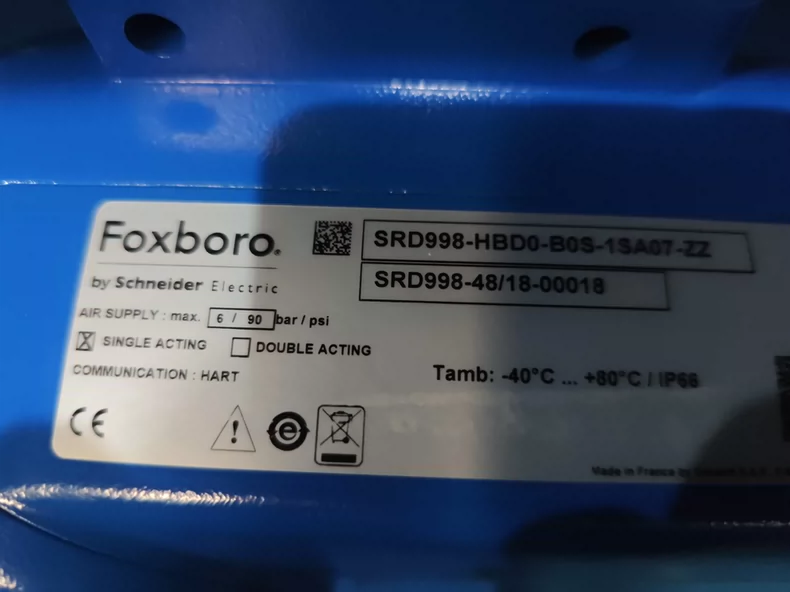 Foxboro.
SRD998-HBD0-B0S-1SA07-ZZ
by Schneider Electric
SRD998-48/18-00018
AIR SUPPLY : max. 6 / 90 bar / psi
X SINGLE ACTING DOUBLE ACTING
COMMUNICATION : HART
Tamb: -40°C ... +80°C / IP66
CE
Made in France by